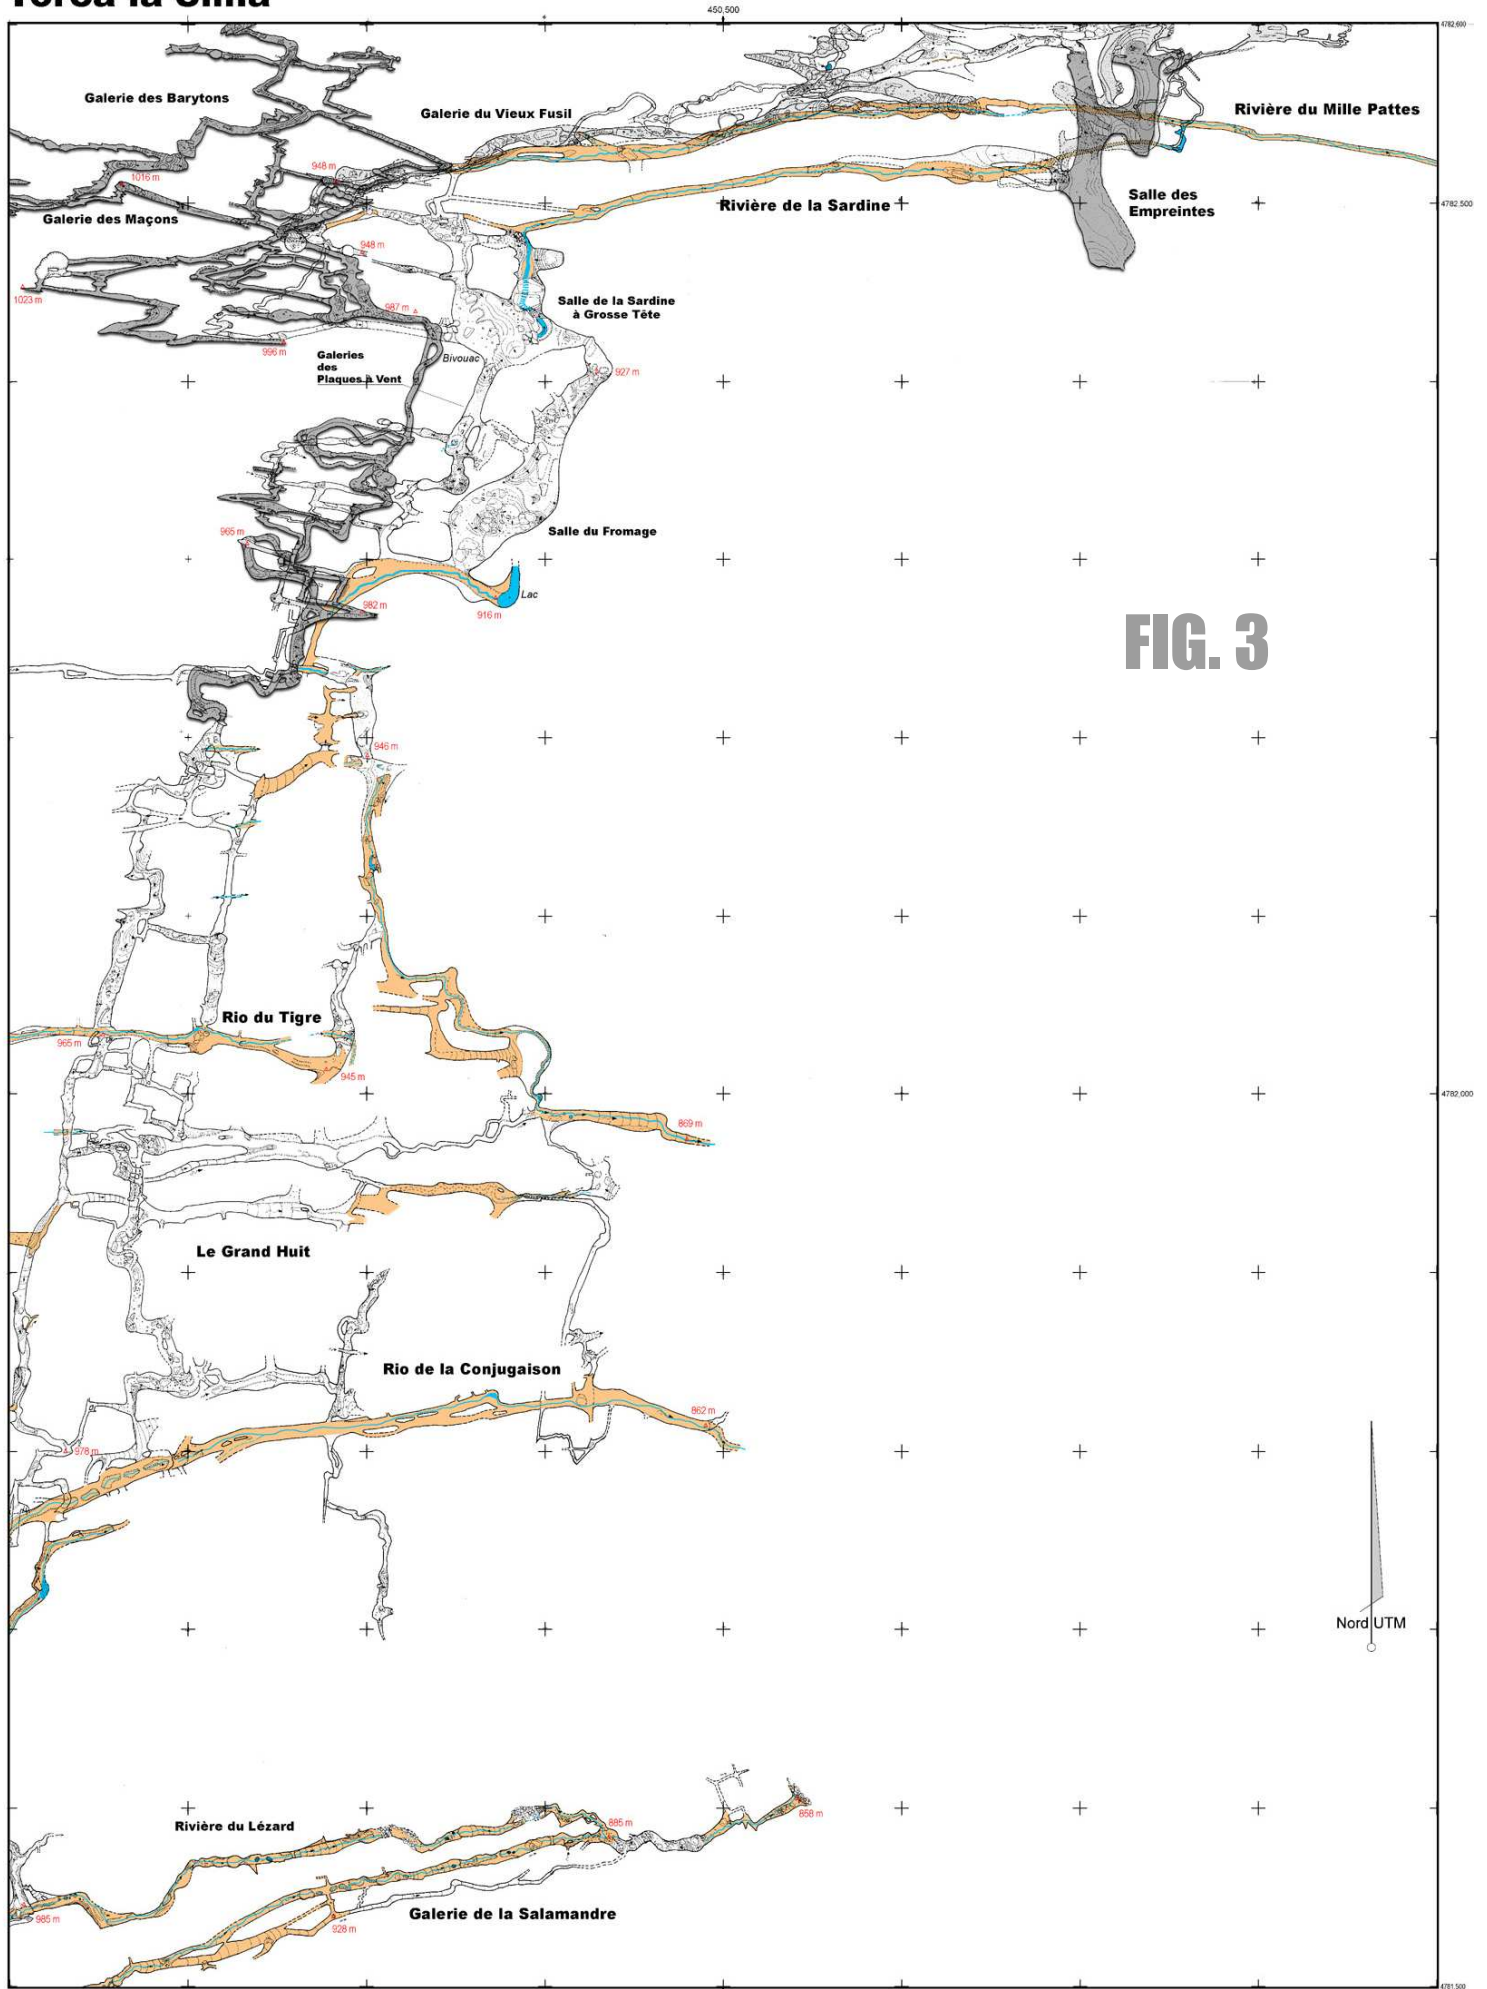 450,500
4782,600
Galerie des Barytons
Galerie du Vieux Fusil
Rivière du Mille Pattes
948 m
1016 m
Galerie des Maçons
Rivière de la Sardine
Salle des
Empreintes
4782.500
948 m
1023 m
987 m
Salle de la Sardine
à Grosse Tête
996 m
Galeries
des
Plaques à Vent
Bivouac
927 m
965 m
Salle du Fromage
982 m
916 m
Lac
FIG. 3
946 m
Rio du Tigre
965 m
945 m
4782,000
869 m
Le Grand Huit
Rio de la Conjugaison
862 m
978 m
Nord UTM
Rivière du Lézard
885 m
858 m
985 m
Galerie de la Salamandre
928 m
4781.500